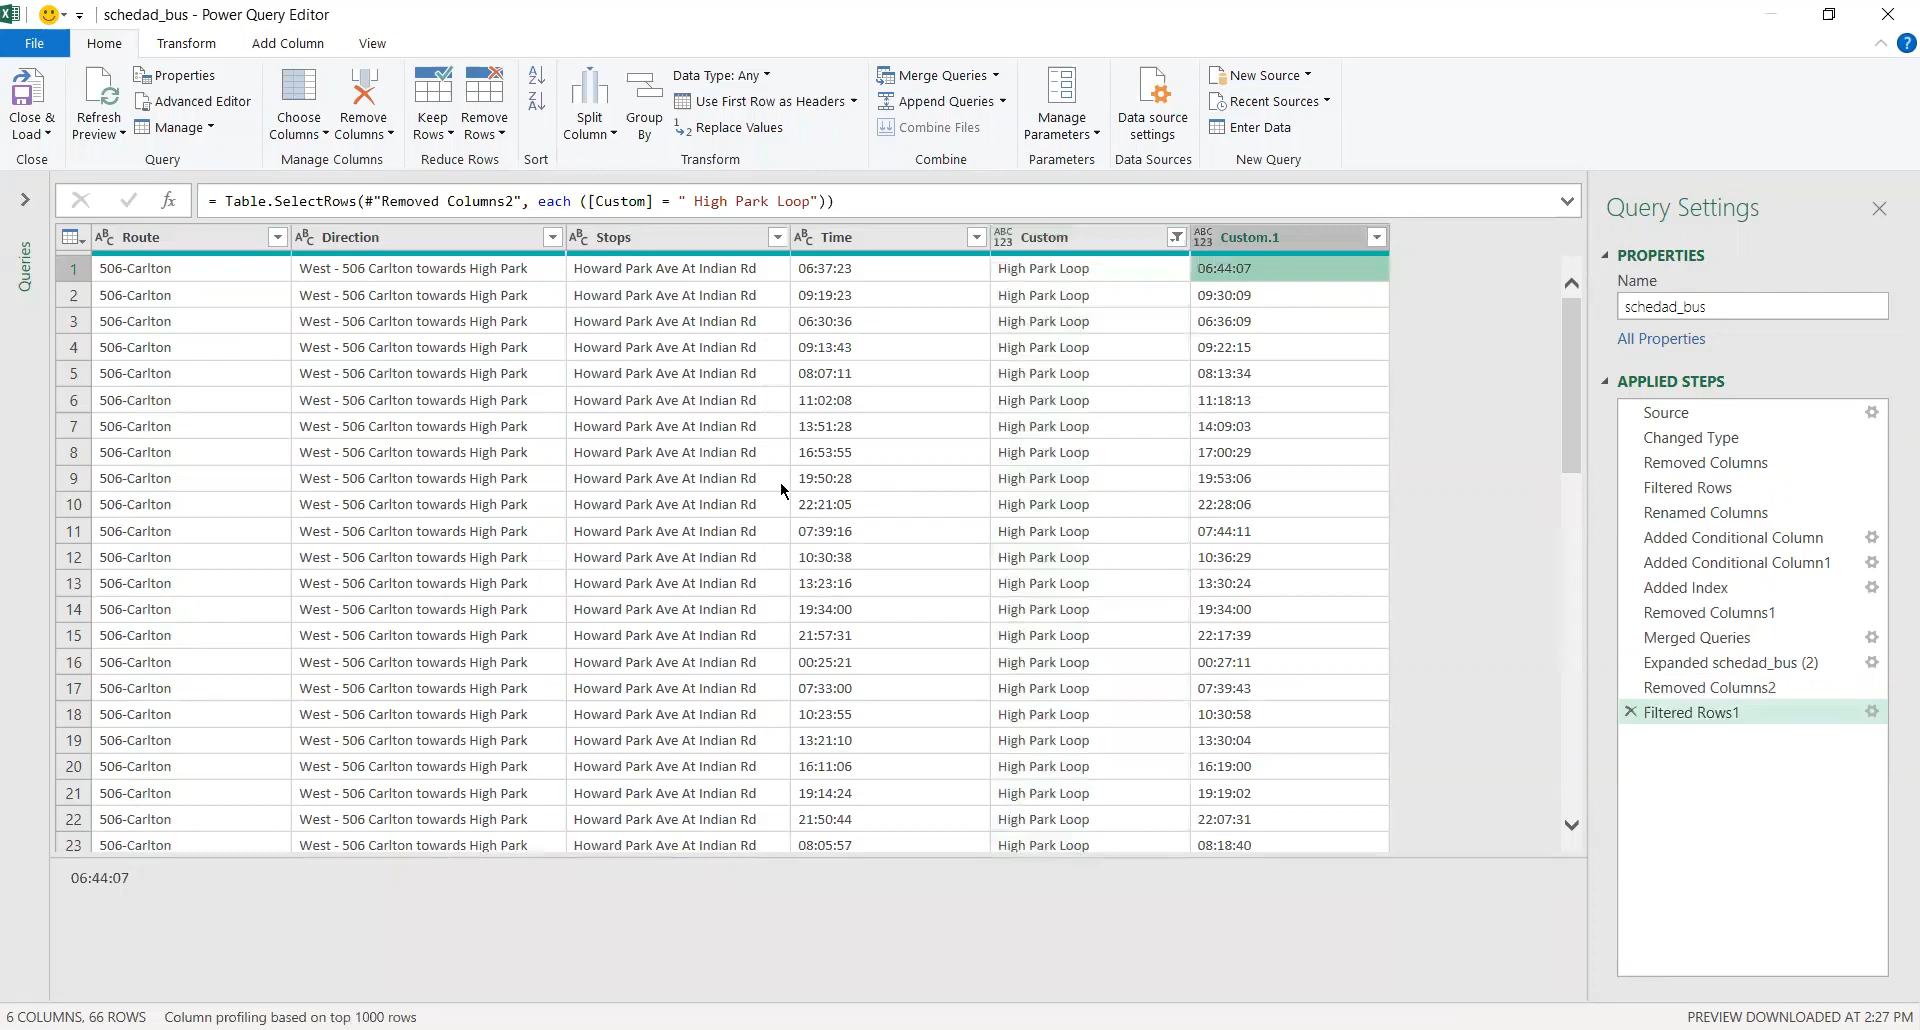 schedad_bus - Power Query Editor
File Home Transform Add Column View
Close & Load
Close
Refresh Preview
Properties
Advanced Editor
Manage
Query
Choose Columns
Remove Columns
Manage Columns
Keep Rows
Remove Rows
Reduce Rows
Sort
Split Column
Group By
Data Type: Any
Use First Row as Headers
Replace Values
Transform
Merge Queries
Append Queries
Combine Files
Combine
Manage Parameters
Parameters
Data source settings
Data Sources
New Source
Recent Sources
Enter Data
New Query
Queries
fx = Table.SelectRows(#"Removed Columns2", each ([Custom] = " High Park Loop"))
ABC Route ABC Direction ABC Stops ABC Time ABC 123 Custom ABC 123 Custom.1
1 506-Carlton West - 506 Carlton towards High Park Howard Park Ave At Indian Rd 06:37:23 High Park Loop 06:44:07
2 506-Carlton West - 506 Carlton towards High Park Howard Park Ave At Indian Rd 09:19:23 High Park Loop 09:30:09
3 506-Carlton West - 506 Carlton towards High Park Howard Park Ave At Indian Rd 06:30:36 High Park Loop 06:36:09
4 506-Carlton West - 506 Carlton towards High Park Howard Park Ave At Indian Rd 09:13:43 High Park Loop 09:22:15
5 506-Carlton West - 506 Carlton towards High Park Howard Park Ave At Indian Rd 08:07:11 High Park Loop 08:13:34
6 506-Carlton West - 506 Carlton towards High Park Howard Park Ave At Indian Rd 11:02:08 High Park Loop 11:18:13
7 506-Carlton West - 506 Carlton towards High Park Howard Park Ave At Indian Rd 13:51:28 High Park Loop 14:09:03
8 506-Carlton West - 506 Carlton towards High Park Howard Park Ave At Indian Rd 16:53:55 High Park Loop 17:00:29
9 506-Carlton West - 506 Carlton towards High Park Howard Park Ave At Indian Rd 19:50:28 High Park Loop 19:53:06
10 506-Carlton West - 506 Carlton towards High Park Howard Park Ave At Indian Rd 22:21:05 High Park Loop 22:28:06
11 506-Carlton West - 506 Carlton towards High Park Howard Park Ave At Indian Rd 07:39:16 High Park Loop 07:44:11
12 506-Carlton West - 506 Carlton towards High Park Howard Park Ave At Indian Rd 10:30:38 High Park Loop 10:36:29
13 506-Carlton West - 506 Carlton towards High Park Howard Park Ave At Indian Rd 13:23:16 High Park Loop 13:30:24
14 506-Carlton West - 506 Carlton towards High Park Howard Park Ave At Indian Rd 19:34:00 High Park Loop 19:34:00
15 506-Carlton West - 506 Carlton towards High Park Howard Park Ave At Indian Rd 21:57:31 High Park Loop 22:17:39
16 506-Carlton West - 506 Carlton towards High Park Howard Park Ave At Indian Rd 00:25:21 High Park Loop 00:27:11
17 506-Carlton West - 506 Carlton towards High Park Howard Park Ave At Indian Rd 07:33:00 High Park Loop 07:39:43
18 506-Carlton West - 506 Carlton towards High Park Howard Park Ave At Indian Rd 10:23:55 High Park Loop 10:30:58
19 506-Carlton West - 506 Carlton towards High Park Howard Park Ave At Indian Rd 13:21:10 High Park Loop 13:30:04
20 506-Carlton West - 506 Carlton towards High Park Howard Park Ave At Indian Rd 16:11:06 High Park Loop 16:19:00
21 506-Carlton West - 506 Carlton towards High Park Howard Park Ave At Indian Rd 19:14:24 High Park Loop 19:19:02
22 506-Carlton West - 506 Carlton towards High Park Howard Park Ave At Indian Rd 21:50:44 High Park Loop 22:07:31
23 506-Carlton West - 506 Carlton towards High Park Howard Park Ave At Indian Rd 08:05:57 High Park Loop 08:18:40
06:44:07
Query Settings
PROPERTIES
Name
schedad_bus
All Properties
APPLIED STEPS
Source
Changed Type
Removed Columns
Filtered Rows
Renamed Columns
Added Conditional Column
Added Conditional Column1
Added Index
Removed Columns1
Merged Queries
Expanded schedad_bus (2)
Removed Columns2
Filtered Rows1
6 COLUMNS, 66 ROWS Column profiling based on top 1000 rows PREVIEW DOWNLOADED AT 2:27 PM